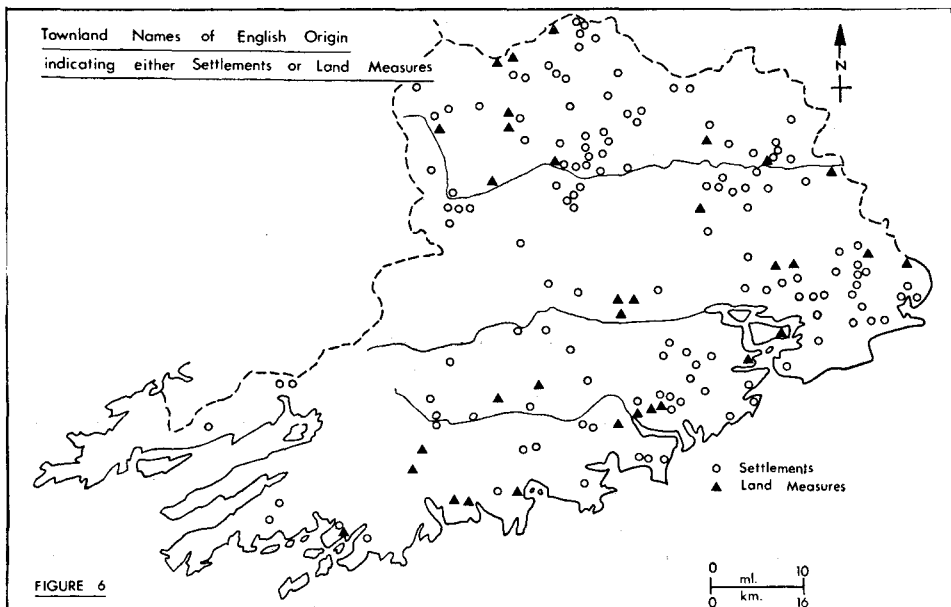 Townland Names of English Origin
indicating either Settlements or Land Measures
N
○ Settlements
▲ Land Measures
FIGURE 6
0 10
ml.
km.
0 16